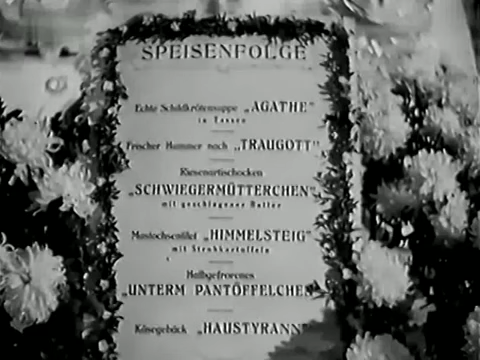 SPEISENFOLGE
Echte Schildkrötensuppe „AGATHE"
in Tassen
Frischer Hummer nach „TRAUGOTT"
Riesenartischocken
„SCHWIEGERMÜTTERCHEN"
mit geschlagener Butter
Mastochsenfilet „HIMMELSTEIG"
mit Strohkartoffeln
Halbgefrorenes
„UNTERM PANTÖFFELCHEN"
Käsegebäck „HAUSTYRANN"